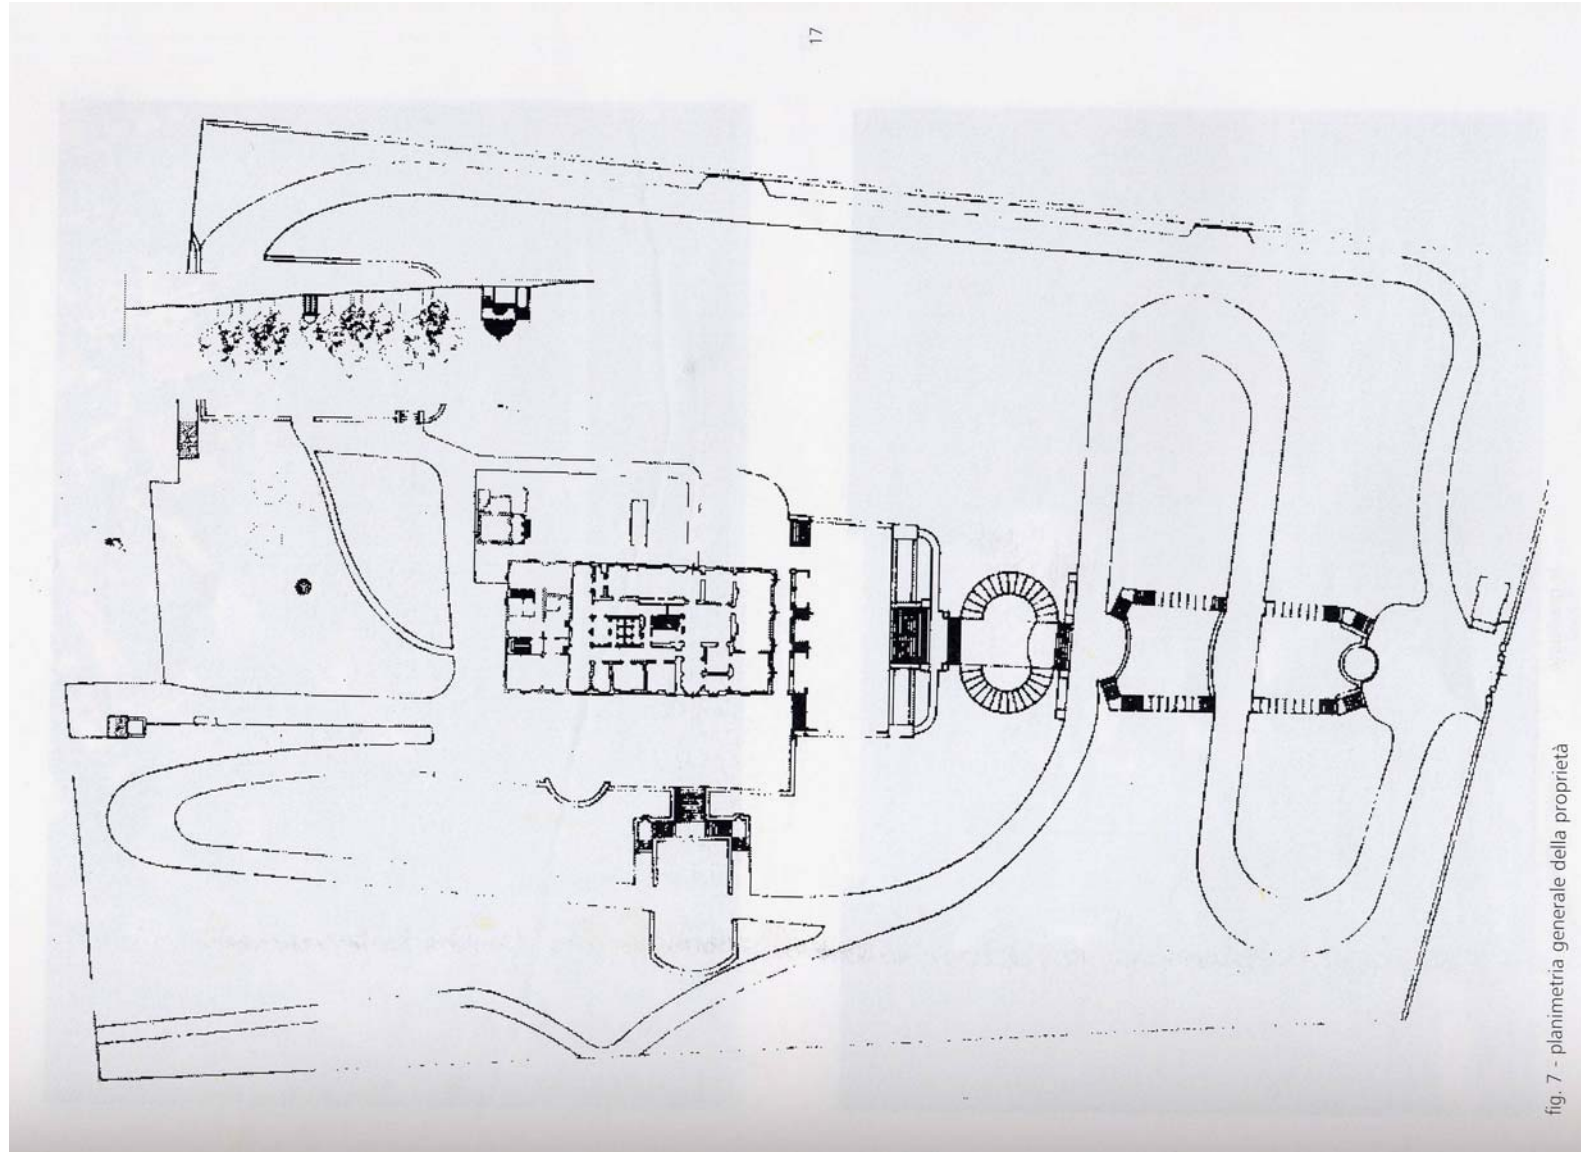 17
fig. 7 - planimetria generale della proprietà